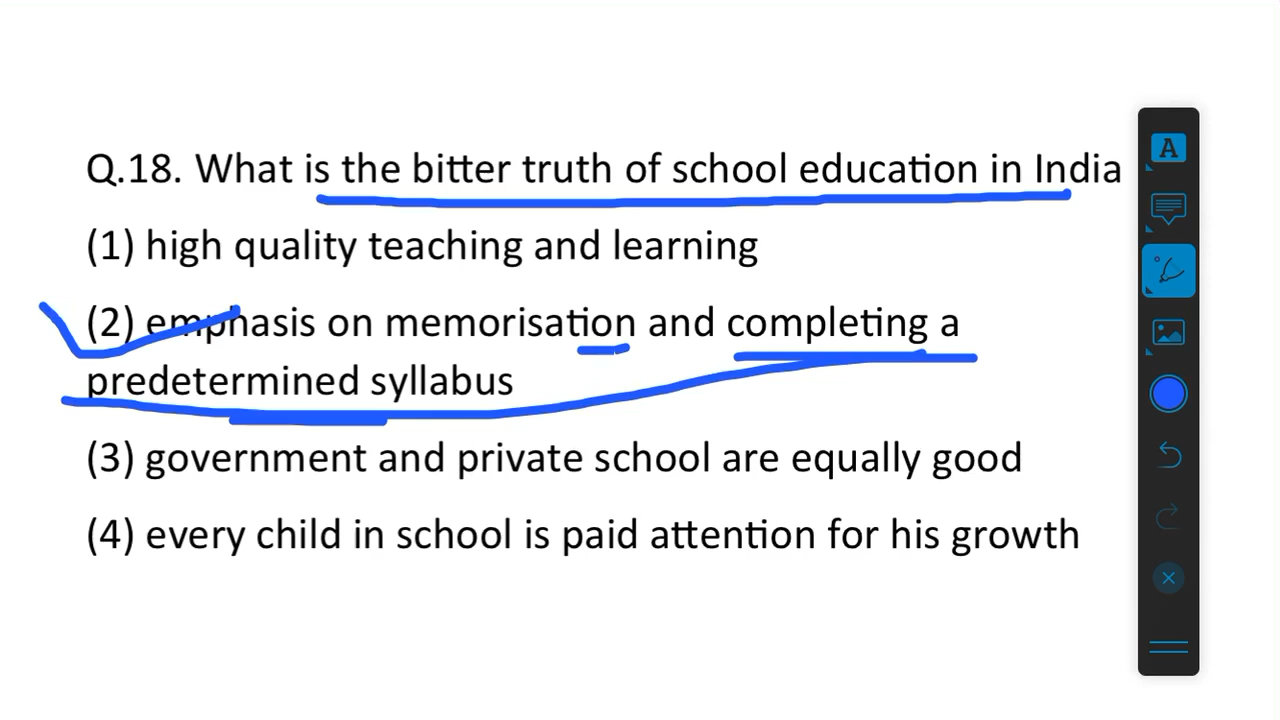 Q.18. What is the bitter truth of school education in India
(1) high quality teaching and learning
(2) emphasis on memorisation and completing a
predetermined syllabus
(3) government and private school are equally good
(4) every child in school is paid attention for his growth
A